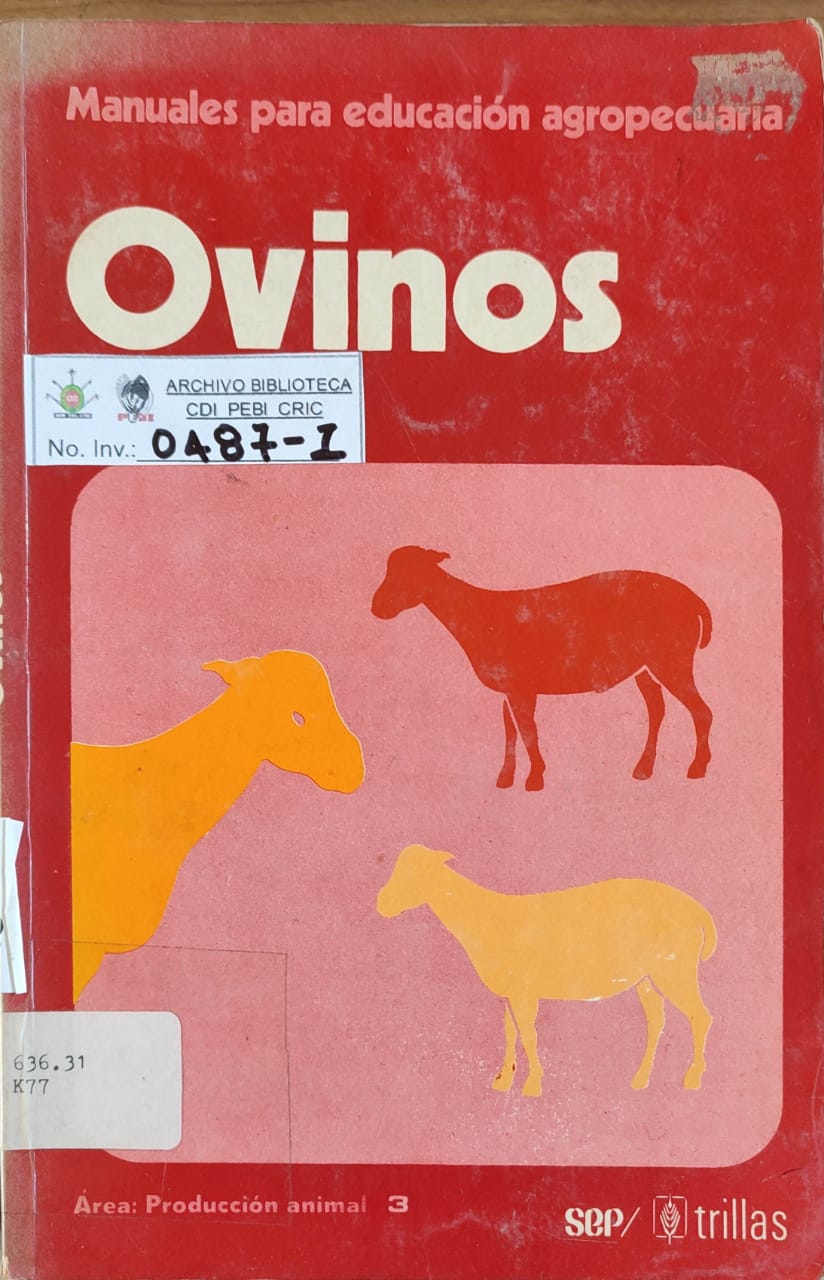 Manuales para educación agropecuaria
Ovinos
ARCHIVO BIBLIOTECA
CDI PEBI CRIC
No. Inv.: 0487-1
636.31
K77
Área: Producción animal 3
sep/ trillas